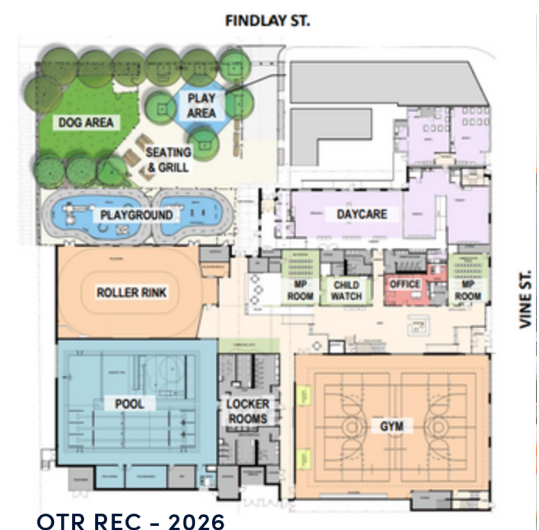 FINDLAY ST.
PLAY
AREA
DOG AREA
SEATING
& GRILL
PLAYGROUND
DAYCARE
ROLLER RINK
MP
ROOM
CHILD
WATCH
OFFICE
MP
ROOM
VINE ST.
POOL
LOCKER
ROOMS
GYM
OTR REC - 2026